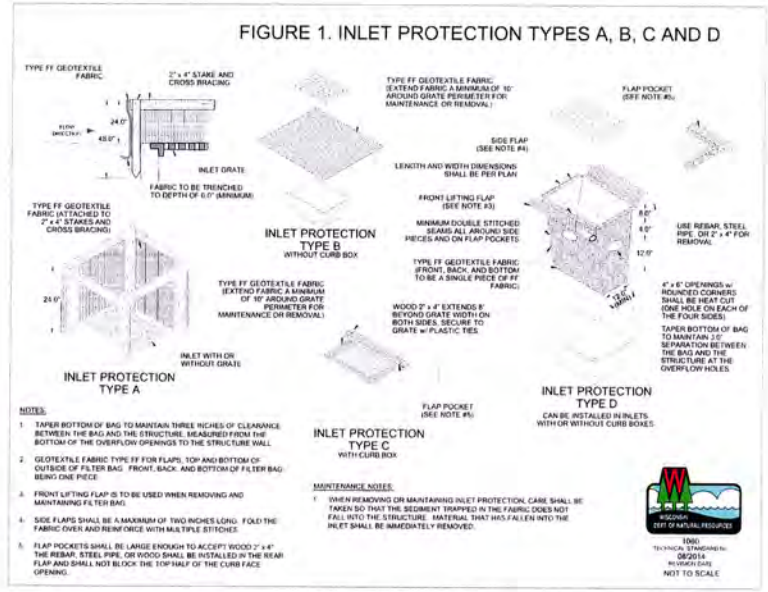 FIGURE 1. INLET PROTECTION TYPES A, B, C AND D
TYPE FF GEOTEXTILE
FABRIC
2" x 4" STAKE AND
CROSS BRACING
24.0"
FLOW
DIRECTION
48.0"
INLET GRATE
FABRIC TO BE TRENCHED
TO DEPTH OF 6.0" (MINIMUM)
TYPE FF GEOTEXTILE
FABRIC (ATTACHED TO
2" x 4" STAKES AND
CROSS BRACING)
24.0"
INLET WITH OR
WITHOUT GRATE
INLET PROTECTION
TYPE A
TYPE FF GEOTEXTILE FABRIC
(EXTEND FABRIC A MINIMUM OF 10"
AROUND GRATE PERIMETER FOR
MAINTENANCE OR REMOVAL)
INLET PROTECTION
TYPE B
WITHOUT CURB BOX
TYPE FF GEOTEXTILE FABRIC
(EXTEND FABRIC A MINIMUM
OF 10" AROUND GRATE
PERIMETER FOR
MAINTENANCE OR REMOVAL)
WOOD 2" x 4" EXTENDS 8"
BEYOND GRATE WIDTH ON
BOTH SIDES, SECURE TO
GRATE w/ PLASTIC TIES
FLAP POCKET
(SEE NOTE #5)
INLET PROTECTION
TYPE C
WITH CURB BOX
FLAP POCKET
(SEE NOTE #5)
SIDE FLAP
(SEE NOTE #4)
LENGTH AND WIDTH DIMENSIONS
SHALL BE PER PLAN
FRONT LIFTING FLAP
(SEE NOTE #3)
MINIMUM DOUBLE STITCHED
SEAMS ALL AROUND SIDE
PIECES AND ON FLAP POCKETS
TYPE FF GEOTEXTILE FABRIC
(FRONT, BACK, AND BOTTOM
TO BE A SINGLE PIECE OF FF
FABRIC)
4.0"
12.0"
12.0"
(MIN)
USE REBAR, STEEL
PIPE, OR 2" x 4" FOR
REMOVAL
4" x 6" OPENINGS w/
ROUNDED CORNERS
SHALL BE HEAT CUT
(ONE HOLE ON EACH OF
THE FOUR SIDES)
TAPER BOTTOM OF BAG
TO MAINTAIN 3.0"
SEPARATION BETWEEN
THE BAG AND THE
STRUCTURE AT THE
OVERFLOW HOLES
INLET PROTECTION
TYPE D
CAN BE INSTALLED IN INLETS
WITH OR WITHOUT CURB BOXES
NOTES:
1. TAPER BOTTOM OF BAG TO MAINTAIN THREE INCHES OF CLEARANCE
BETWEEN THE BAG AND THE STRUCTURE, MEASURED FROM THE
BOTTOM OF THE OVERFLOW OPENINGS TO THE STRUCTURE WALL
2. GEOTEXTILE FABRIC TYPE FF FOR FLAPS, TOP AND BOTTOM OF
OUTSIDE OF FILTER BAG. FRONT, BACK, AND BOTTOM OF FILTER BAG
BEING ONE PIECE.
3. FRONT LIFTING FLAP IS TO BE USED WHEN REMOVING AND
MAINTAINING FILTER BAG.
4. SIDE FLAPS SHALL BE A MAXIMUM OF TWO INCHES LONG. FOLD THE
FABRIC OVER AND REINFORCE WITH MULTIPLE STITCHES.
5. FLAP POCKETS SHALL BE LARGE ENOUGH TO ACCEPT WOOD 2" x 4"
THE REBAR, STEEL PIPE, OR WOOD SHALL BE INSTALLED IN THE REAR
FLAP AND SHALL NOT BLOCK THE TOP HALF OF THE CURB FACE
OPENING.
MAINTENANCE NOTES:
1. WHEN REMOVING OR MAINTAINING INLET PROTECTION, CARE SHALL BE
TAKEN SO THAT THE SEDIMENT TRAPPED IN THE FABRIC DOES NOT
FALL INTO THE STRUCTURE. MATERIAL THAT HAS FALLEN INTO THE
INLET SHALL BE IMMEDIATELY REMOVED.
WISCONSIN
DEPT. OF NATURAL RESOURCES
1060
TECHNICAL STANDARD No
08/2014
REVISION DATE
NOT TO SCALE